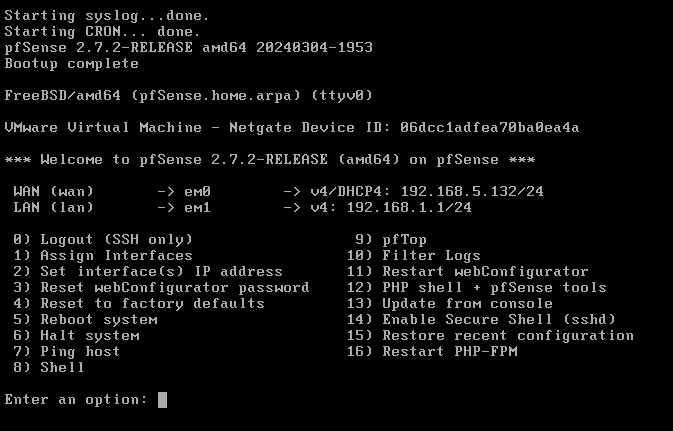 Starting syslog...done.
Starting CRON... done.
pfSense 2.7.2-RELEASE amd64 20240304-1953
Bootup complete
FreeBSD/amd64 (pfSense.home.arpa) (ttyv0)
VMware Virtual Machine - Netgate Device ID: 06dcc1adfea70ba0ea4a
*** Welcome to pfSense 2.7.2-RELEASE (amd64) on pfSense ***
WAN (wan)       -> em0        -> v4/DHCP4: 192.168.5.132/24
LAN (lan)       -> em1        -> v4: 192.168.1.1/24
0) Logout (SSH only)                  9) pfTop
1) Assign Interfaces                 10) Filter Logs
2) Set interface(s) IP address       11) Restart webConfigurator
3) Reset webConfigurator password    12) PHP shell + pfSense tools
4) Reset to factory defaults         13) Update from console
5) Reboot system                     14) Enable Secure Shell (sshd)
6) Halt system                       15) Restore recent configuration
7) Ping host                         16) Restart PHP-FPM
8) Shell
Enter an option: